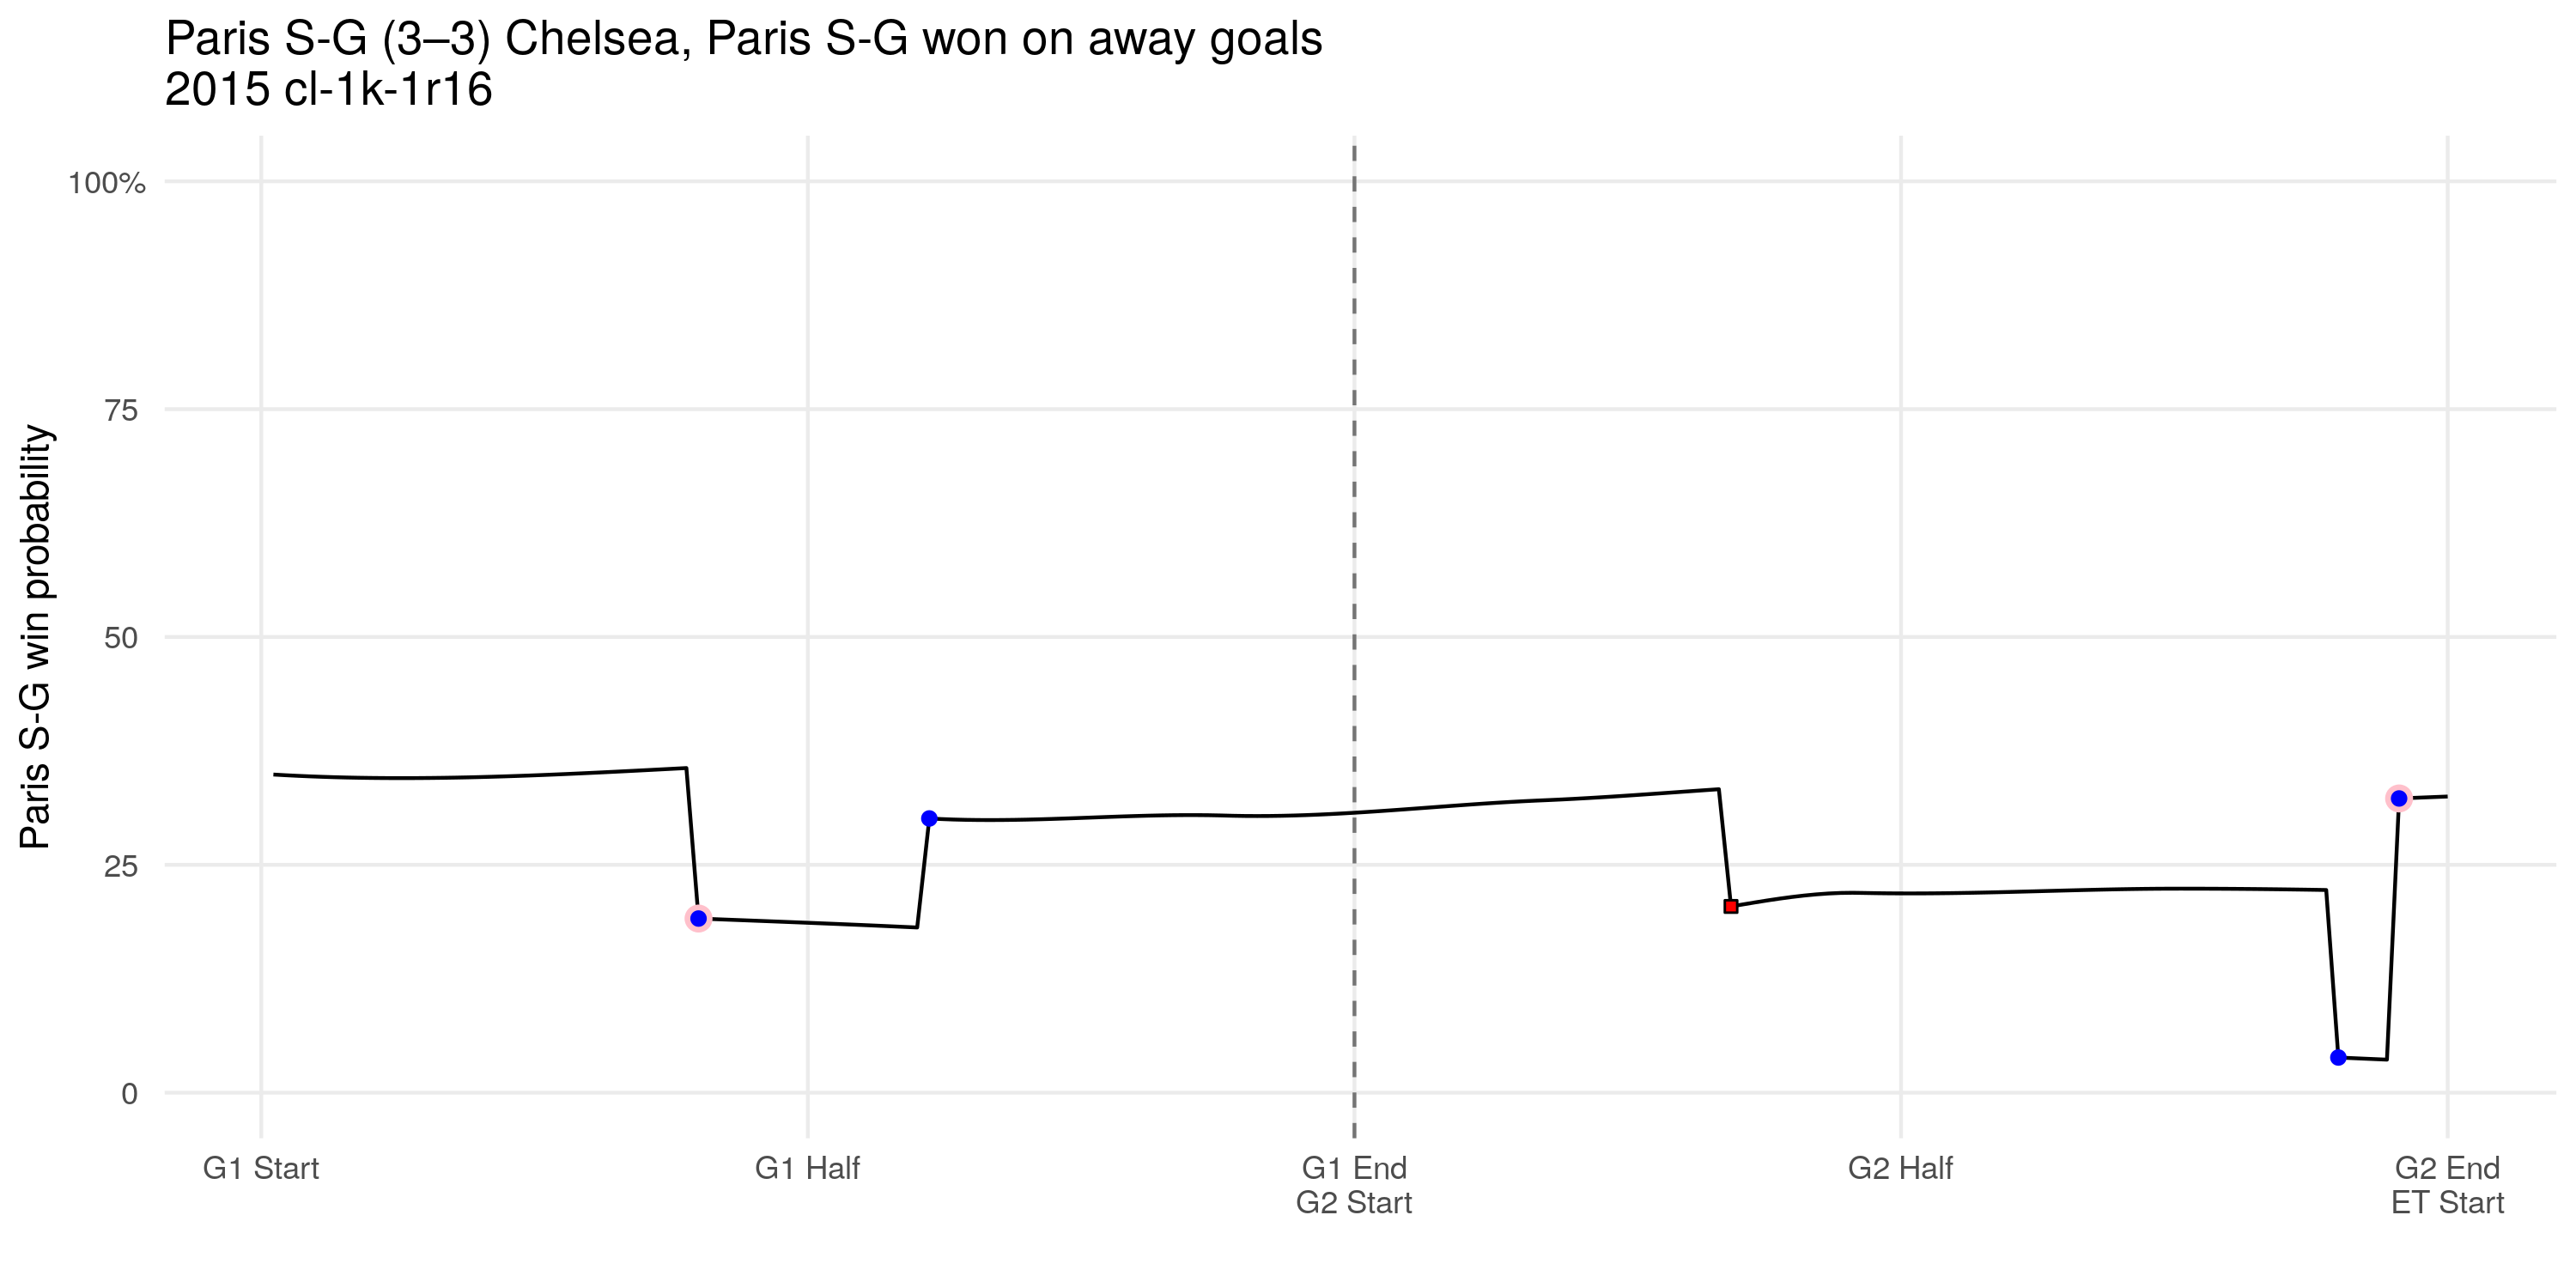 Paris S-G (3–3) Chelsea, Paris S-G won on away goals
2015 cl-1k-1r16
Paris S-G win probability
100%
75
50
25
0
G1 Start
G1 Half
G1 End
G2 Start
G2 Half
G2 End
ET Start